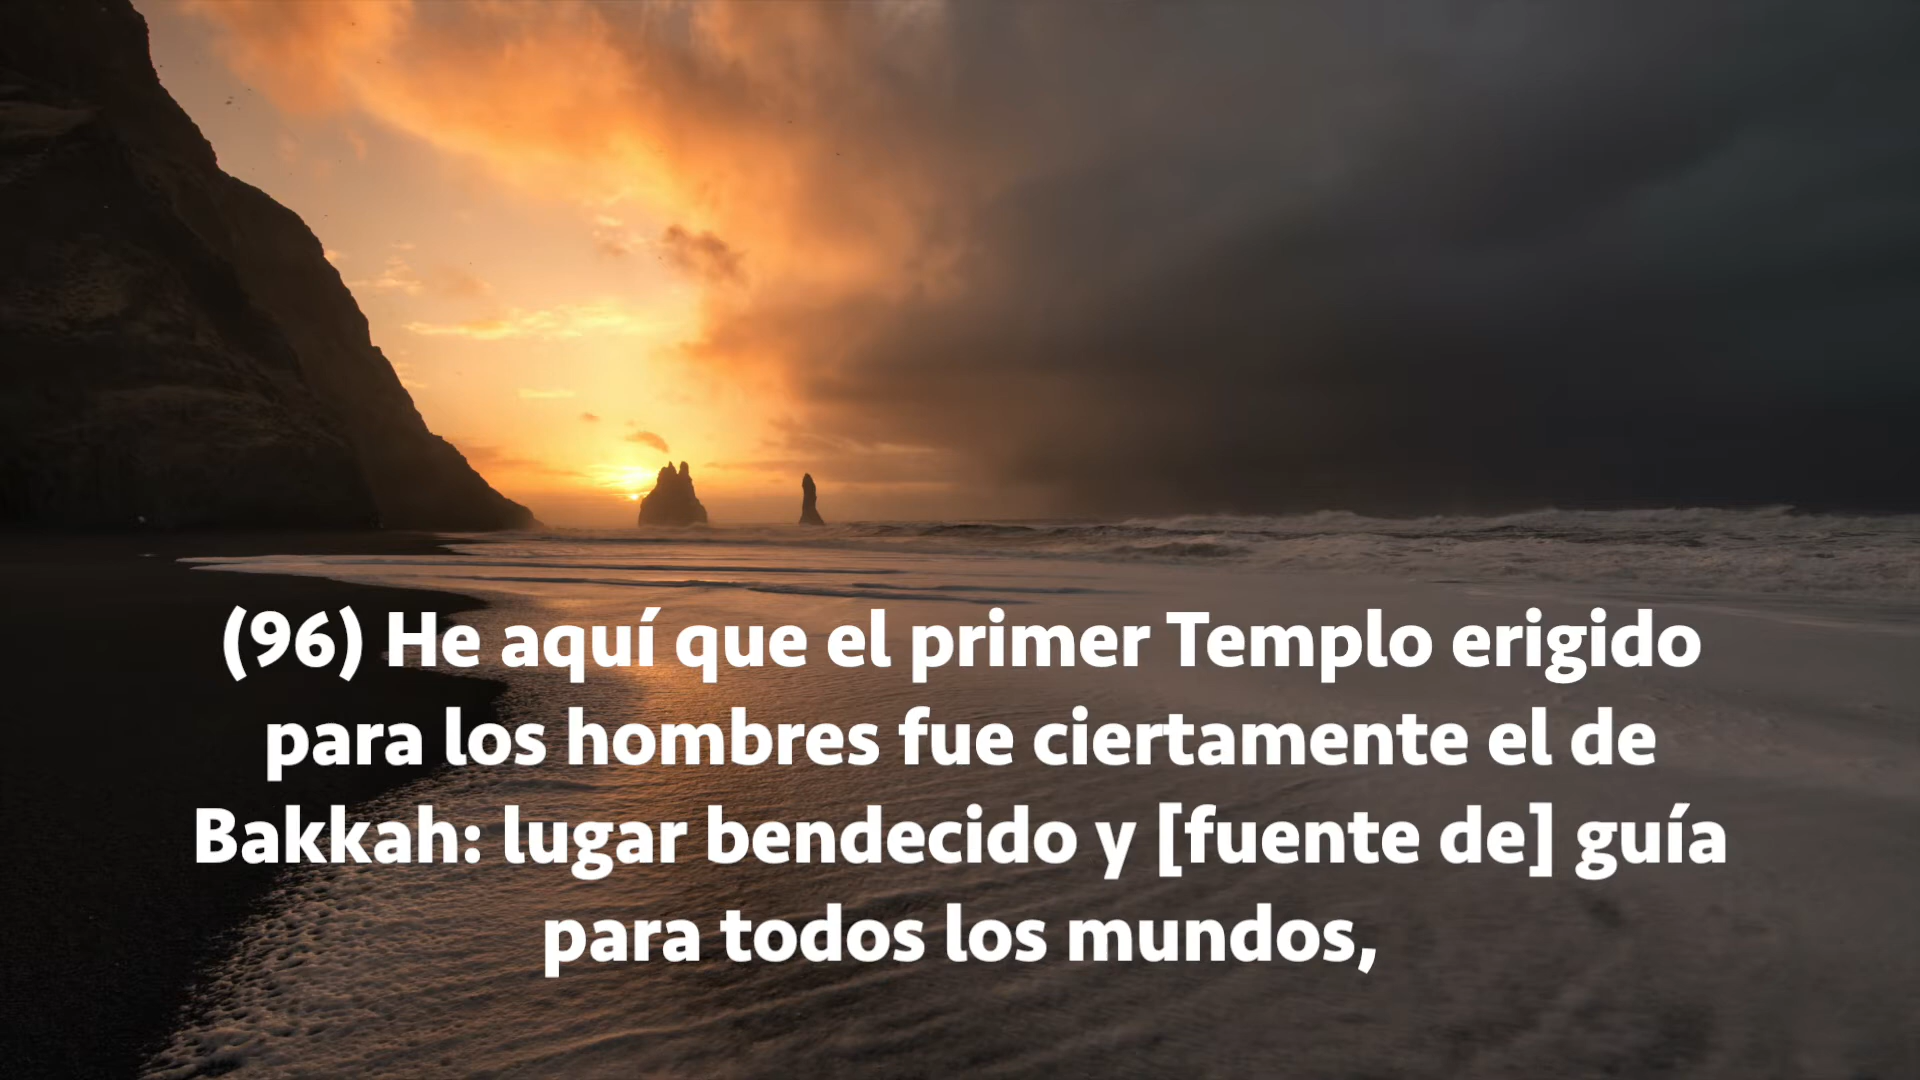 (96) He aquí que el primer Templo erigido
para los hombres fue ciertamente el de
Bakkah: lugar bendecido y [fuente de] guía
para todos los mundos,